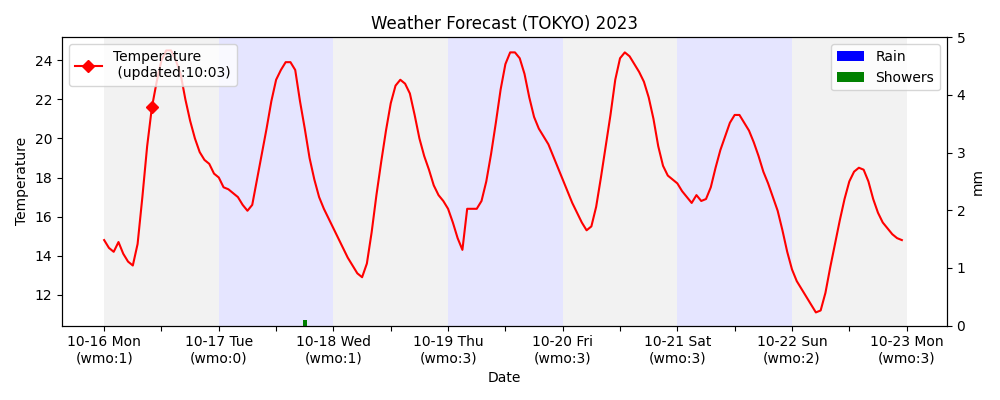 Weather Forecast (TOKYO) 2023
Temperature
(updated:10:03)
Rain
Showers
24
22
20
18
16
14
12
Temperature
5
4
3
2
1
0
mm
10-16 Mon
(wmo:1)
10-17 Tue
(wmo:0)
10-18 Wed
(wmo:1)
10-19 Thu
(wmo:3)
10-20 Fri
(wmo:3)
10-21 Sat
(wmo:3)
10-22 Sun
(wmo:2)
10-23 Mon
(wmo:3)
Date